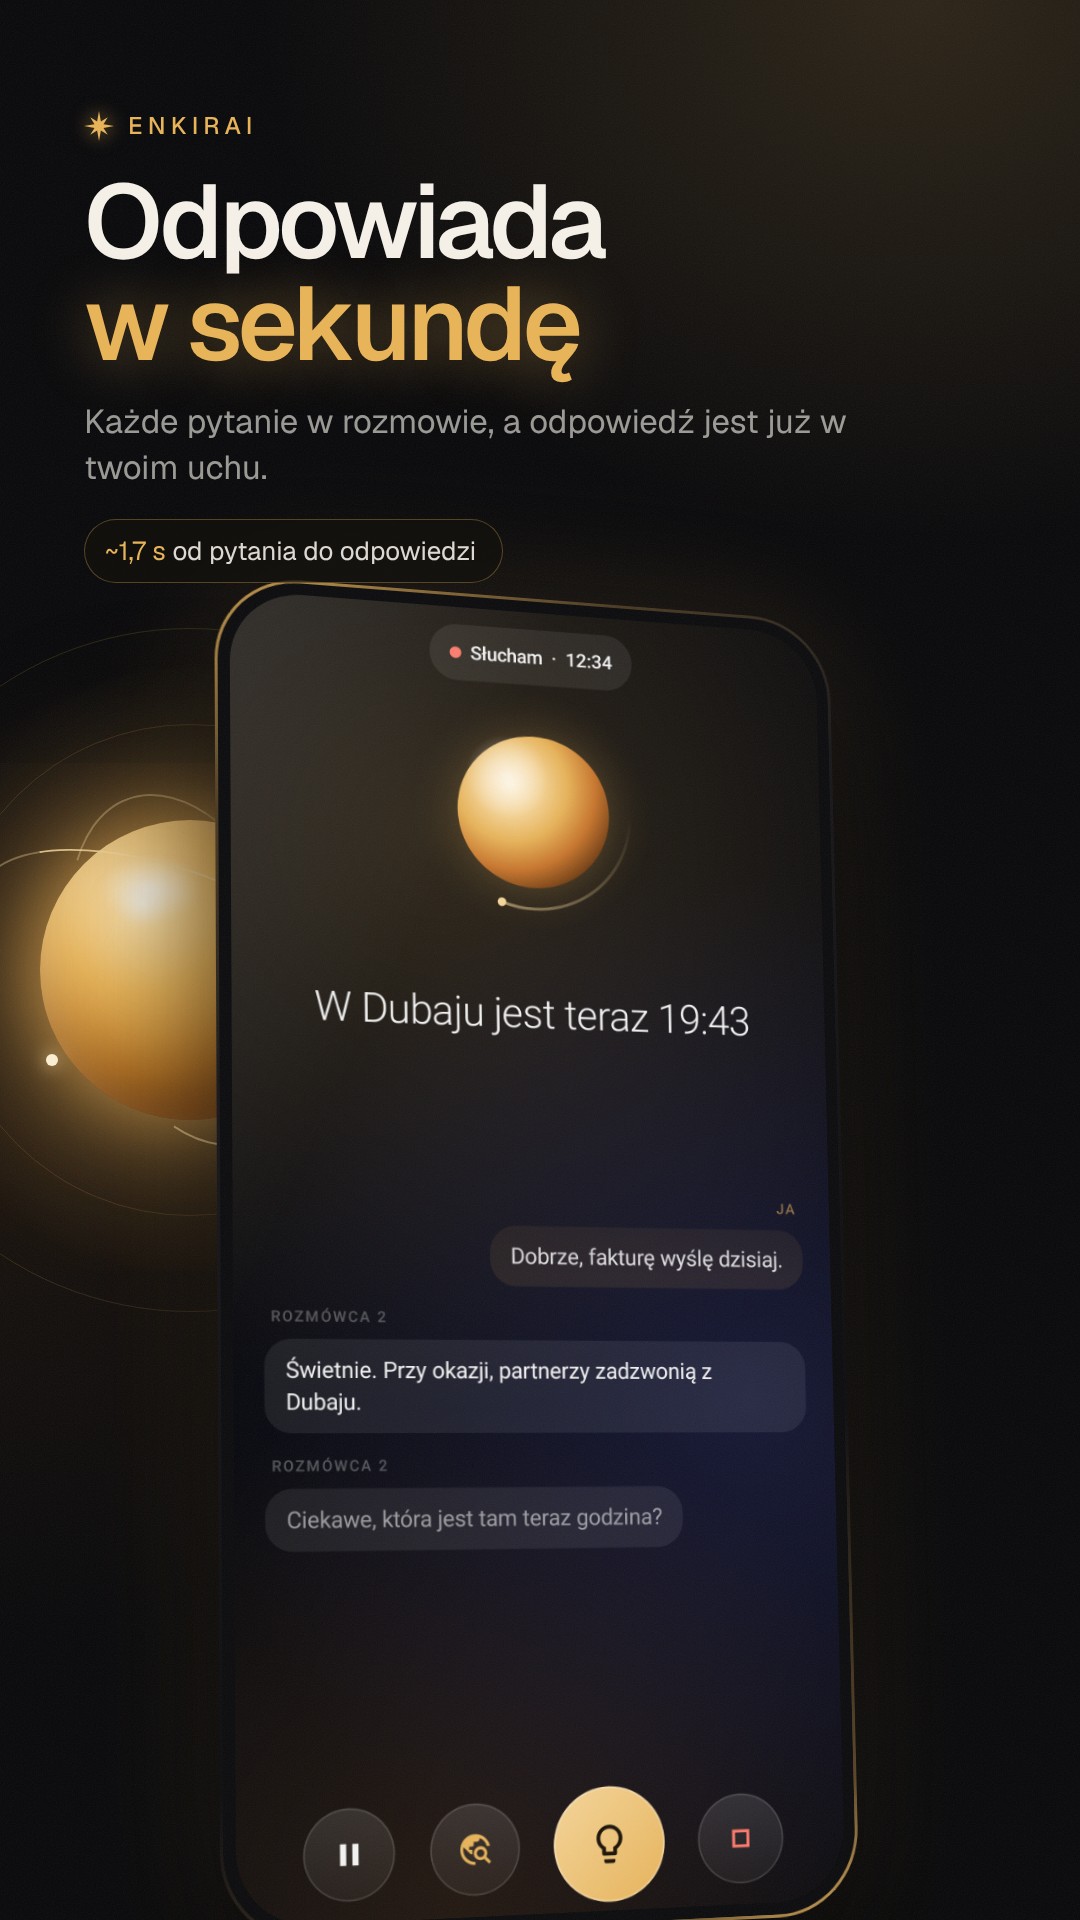 ENKIRAI
Odpowiada
w sekundę
Każde pytanie w rozmowie, a odpowiedź jest już w
twoim uchu.
~1,7 s od pytania do odpowiedzi
Słucham · 12:34
W Dubaju jest teraz 19:43
JA
Dobrze, fakturę wyślę dzisiaj.
ROZMÓWCA 2
Świetnie. Przy okazji, partnerzy zadzwonią z
Dubaju.
ROZMÓWCA 2
Ciekawe, która jest tam teraz godzina?